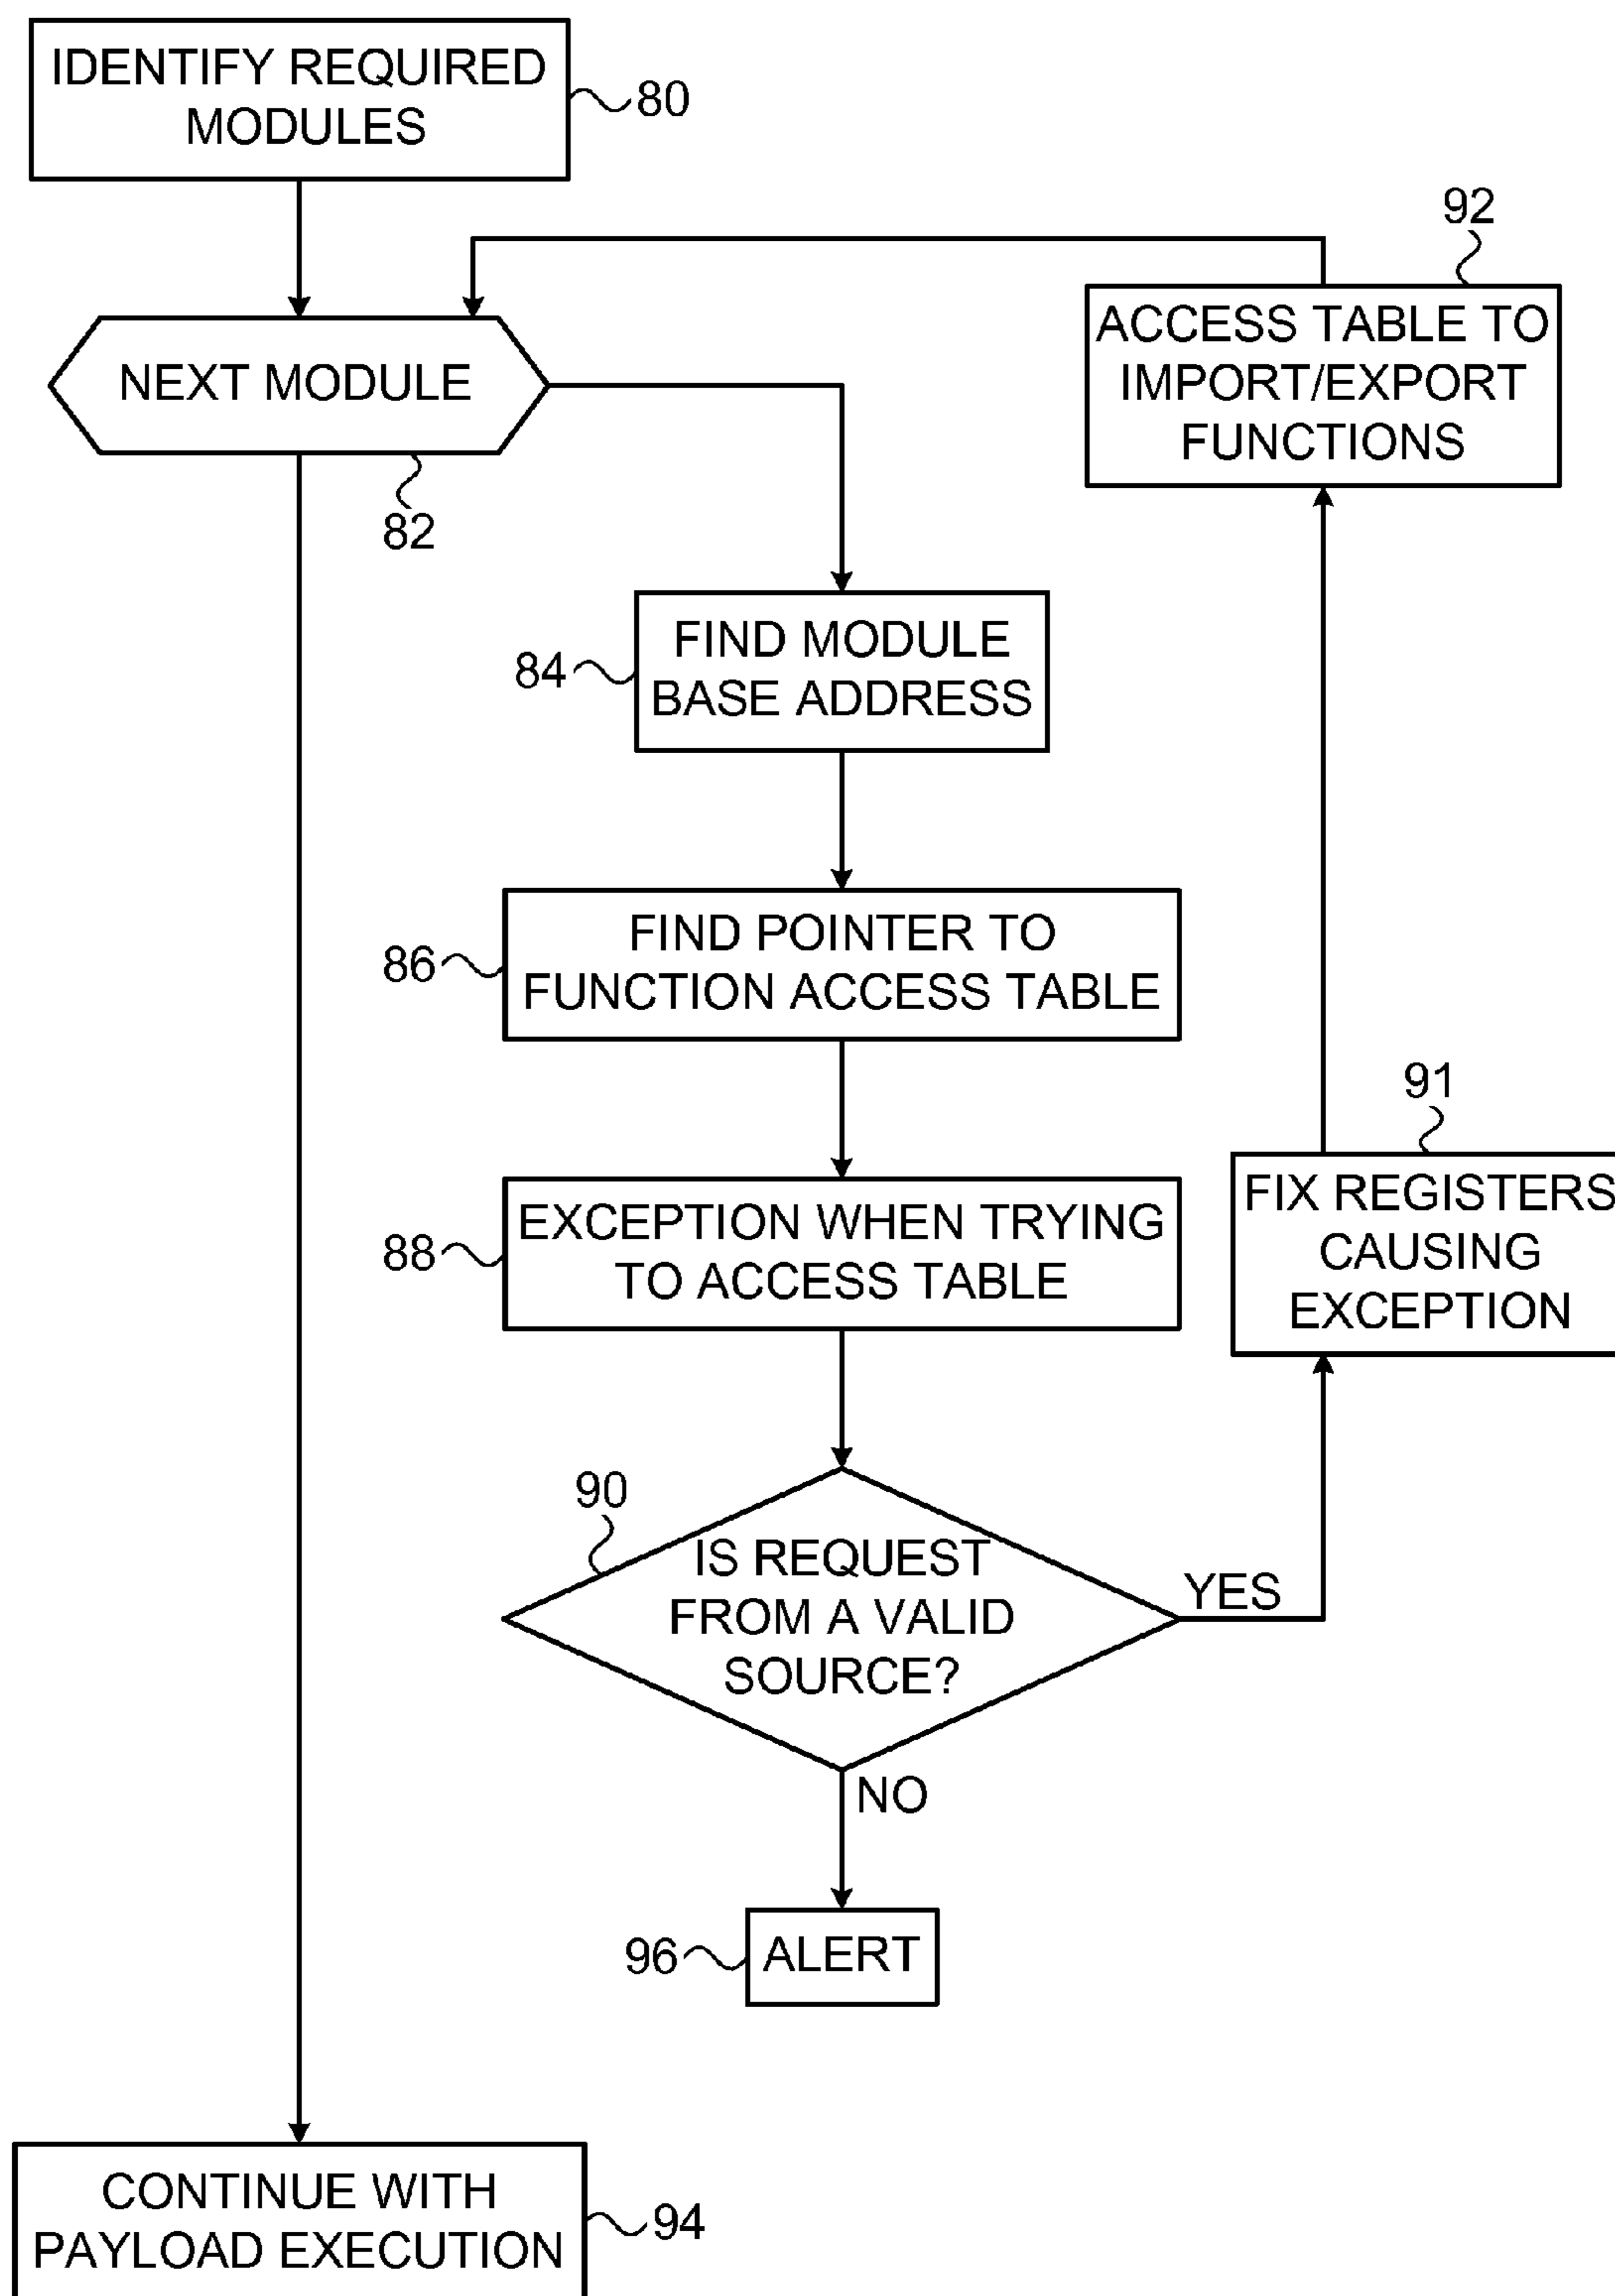 IDENTIFY REQUIRED
MODULES
80
92
ACCESS TABLE TO
IMPORT/EXPORT
FUNCTIONS
NEXT MODULE
82
FIND MODULE
BASE ADDRESS
84
FIND POINTER TO
FUNCTION ACCESS TABLE
86
91
FIX REGISTERS
CAUSING
EXCEPTION
EXCEPTION WHEN TRYING
TO ACCESS TABLE
88
90
IS REQUEST
FROM A VALID
SOURCE?
YES
NO
96
ALERT
CONTINUE WITH
PAYLOAD EXECUTION
94